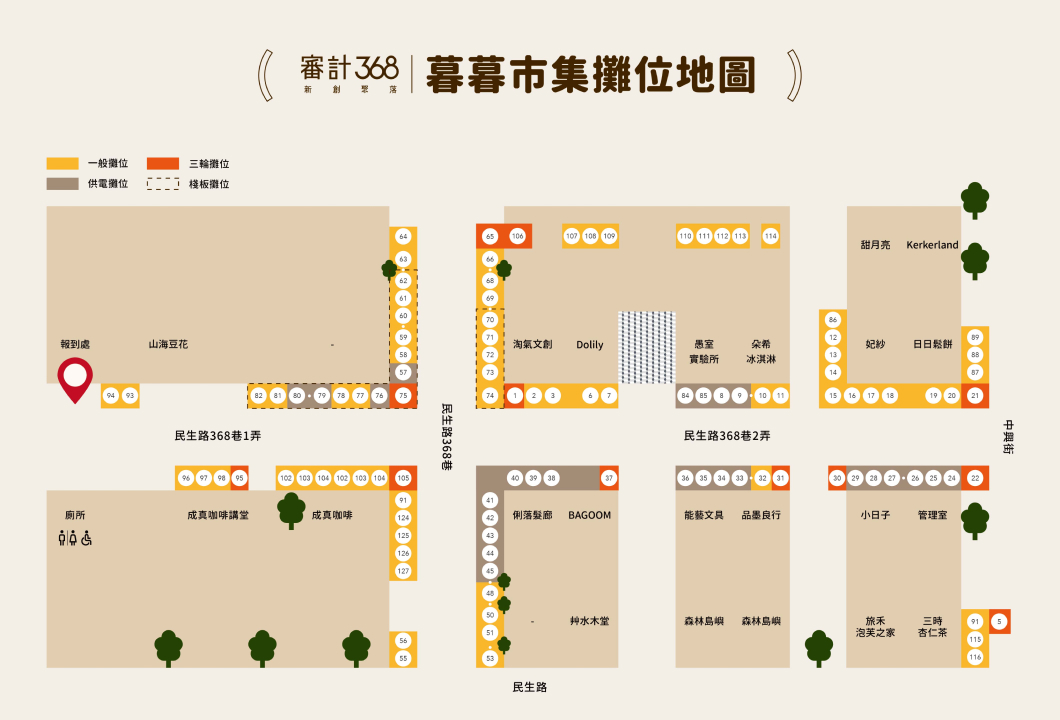 審計368
新創聚落
暮暮市集攤位地圖
一般攤位
三輪攤位
供電攤位
棧板攤位
64
63
62
61
60
59
58
57
報到處
山海豆花
-
94 93
82 81 80 79 78 77 76 75
65 106
107 108 109
110 111 112 113
114
66
68
69
70
71
72
73
74
淘氣文創
Dolily
愚室
實驗所
朵希
冰淇淋
1 2 3 6 7
84 85 8 9 10 11
甜月亮
Kerkerland
86
12
13
14
妃紗
日日鬆餅
89
88
87
15 16 17 18 19 20 21
民生路368巷1弄
民生路368巷
民生路368巷2弄
中興街
96 97 98 95
102 103 104 102 103 104 105
91
124
125
126
127
廁所
成真咖啡講堂
成真咖啡
56
55
40 39 38 37
41
42
43
44
45
48
50
51
53
俐落髮廊
BAGOOM
-
艸水木堂
36 35 34 33 32 31
能藝文具
品墨良行
森林島嶼
森林島嶼
30 29 28 27 26 25 24 22
小日子
管理室
旅禾
泡芙之家
三時
杏仁茶
91 5
115
116
民生路